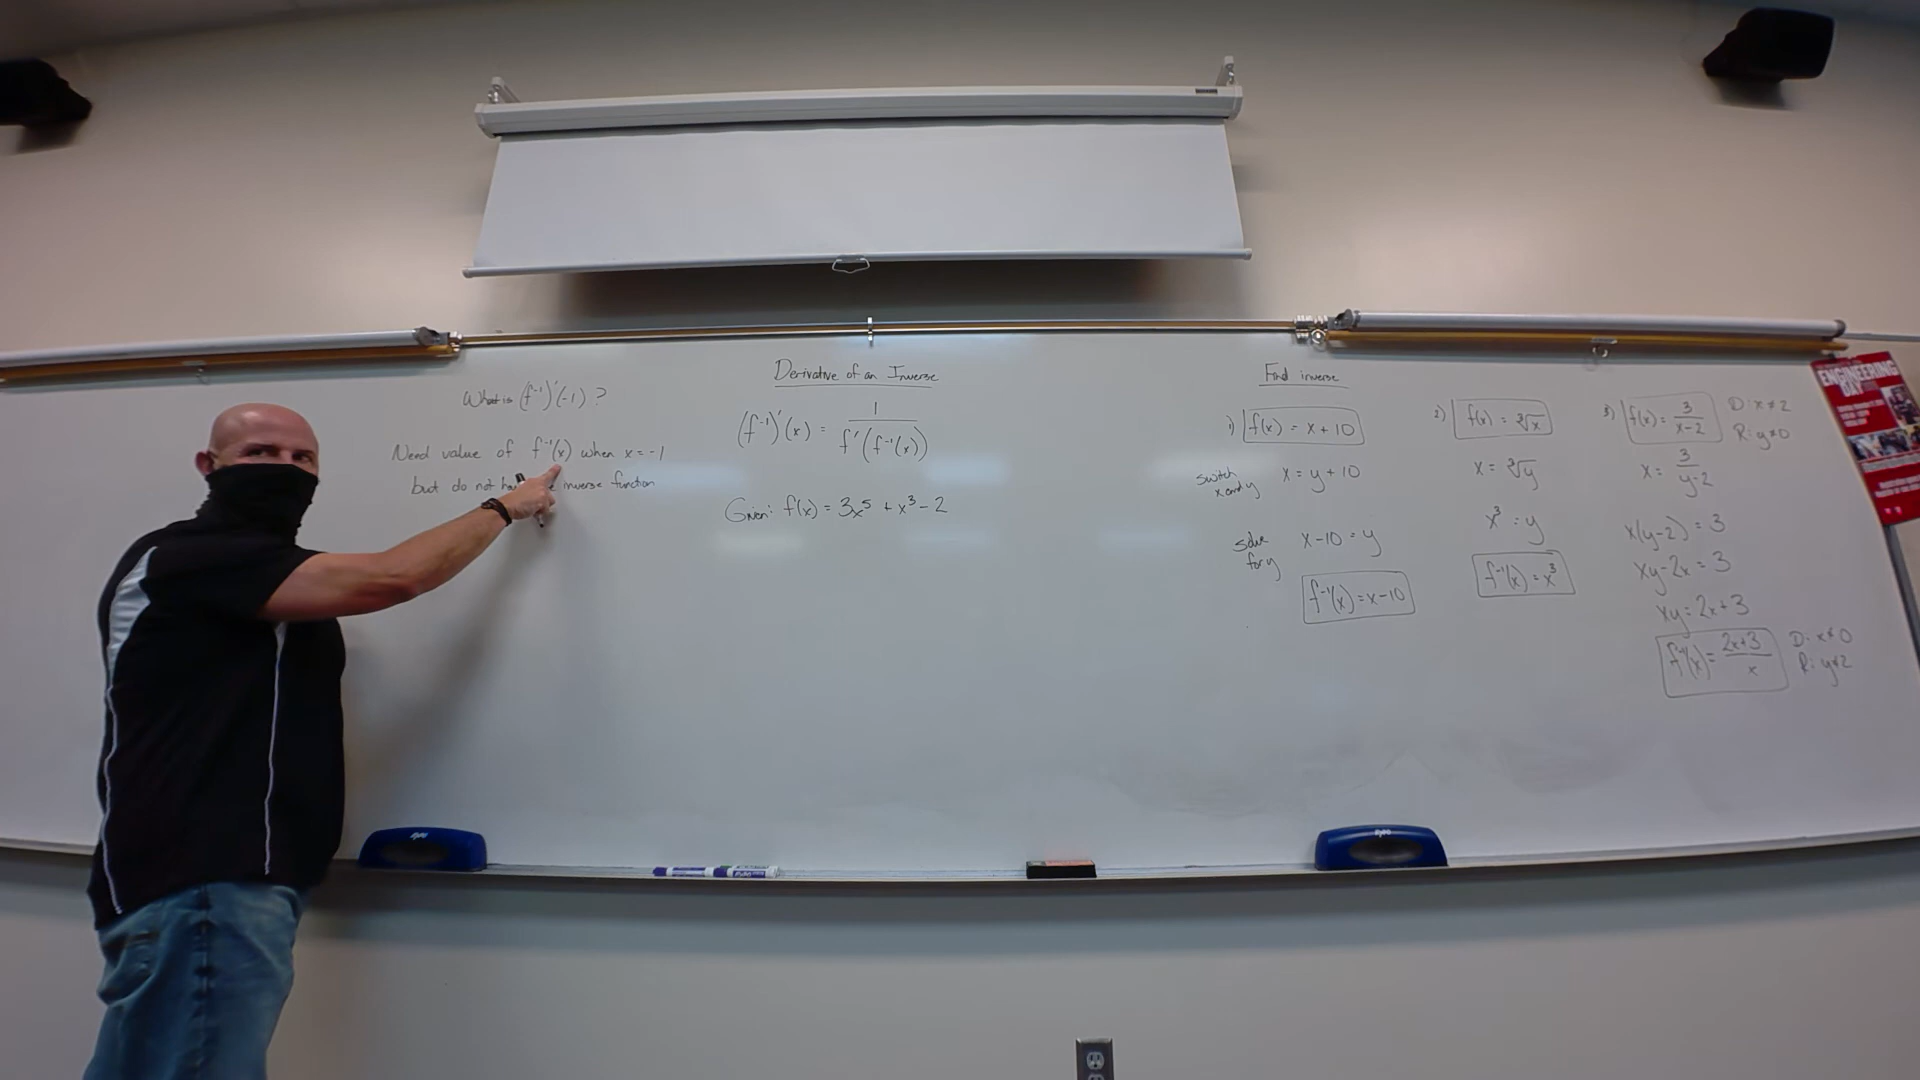 What is (f⁻¹)'(-1)?
Need value of f⁻¹(x) when x = -1
but do not inverse function
Derivative of an Inverse
(f⁻¹)'(x) = 1 / f'(f⁻¹(x))
Given: f(x) = 3x⁵ + x³ - 2
Find inverse
1) f(x) = x + 10
switch x and y
x = y + 10
solve for y
x - 10 = y
f⁻¹(x) = x - 10
2) f(x) = ∛x
x = ∛y
x³ = y
f⁻¹(x) = x³
3) f(x) = 3 / (x-2)
D: x ≠ 2
R: y ≠ 0
x = 3 / (y-2)
x(y-2) = 3
xy - 2x = 3
xy = 2x + 3
f⁻¹(x) = (2x+3) / x
D: x ≠ 0
R: y ≠ 2
ENGINEERING
DAY
expo
expo